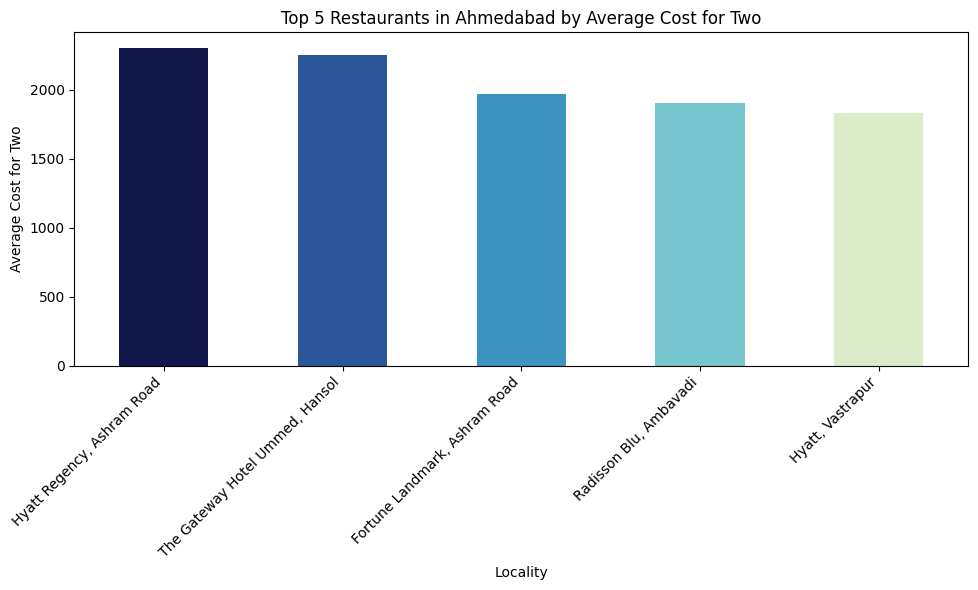 Top 5 Restaurants in Ahmedabad by Average Cost for Two
Average Cost for Two
2000
1500
1000
500
0
Hyatt Regency, Ashram Road
The Gateway Hotel Ummed, Hansol
Fortune Landmark, Ashram Road
Radisson Blu, Ambavadi
Hyatt, Vastrapur
Locality